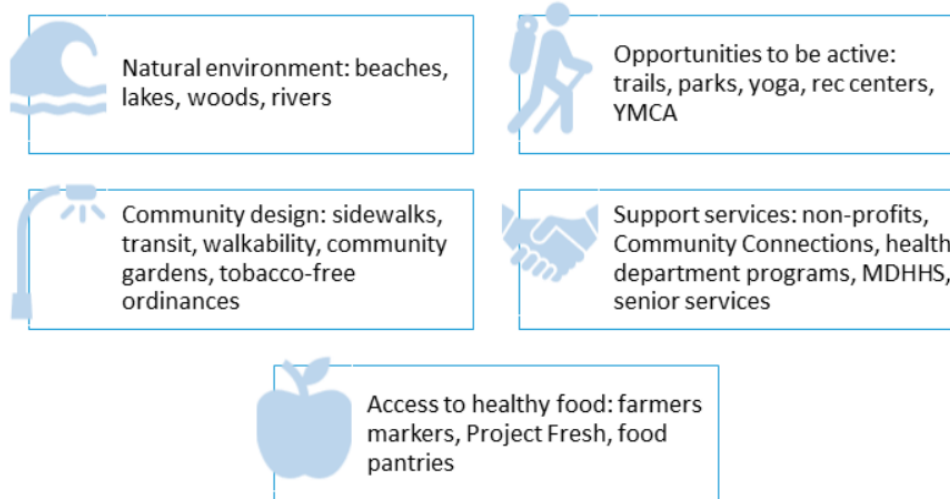 Natural environment: beaches,
lakes, woods, rivers
Opportunities to be active:
trails, parks, yoga, rec centers,
YMCA
Community design: sidewalks,
transit, walkability, community
gardens, tobacco-free
ordinances
Support services: non-profits,
Community Connections, health
department programs, MDHHS,
senior services
Access to healthy food: farmers
markers, Project Fresh, food
pantries